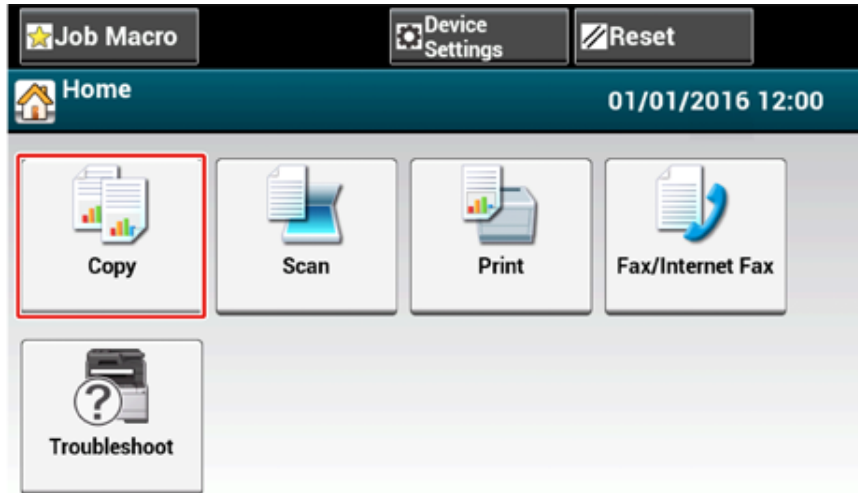 Job Macro
Device
Settings
Reset
Home
01/01/2016 12:00
Copy
Scan
Print
Fax/Internet Fax
?
Troubleshoot